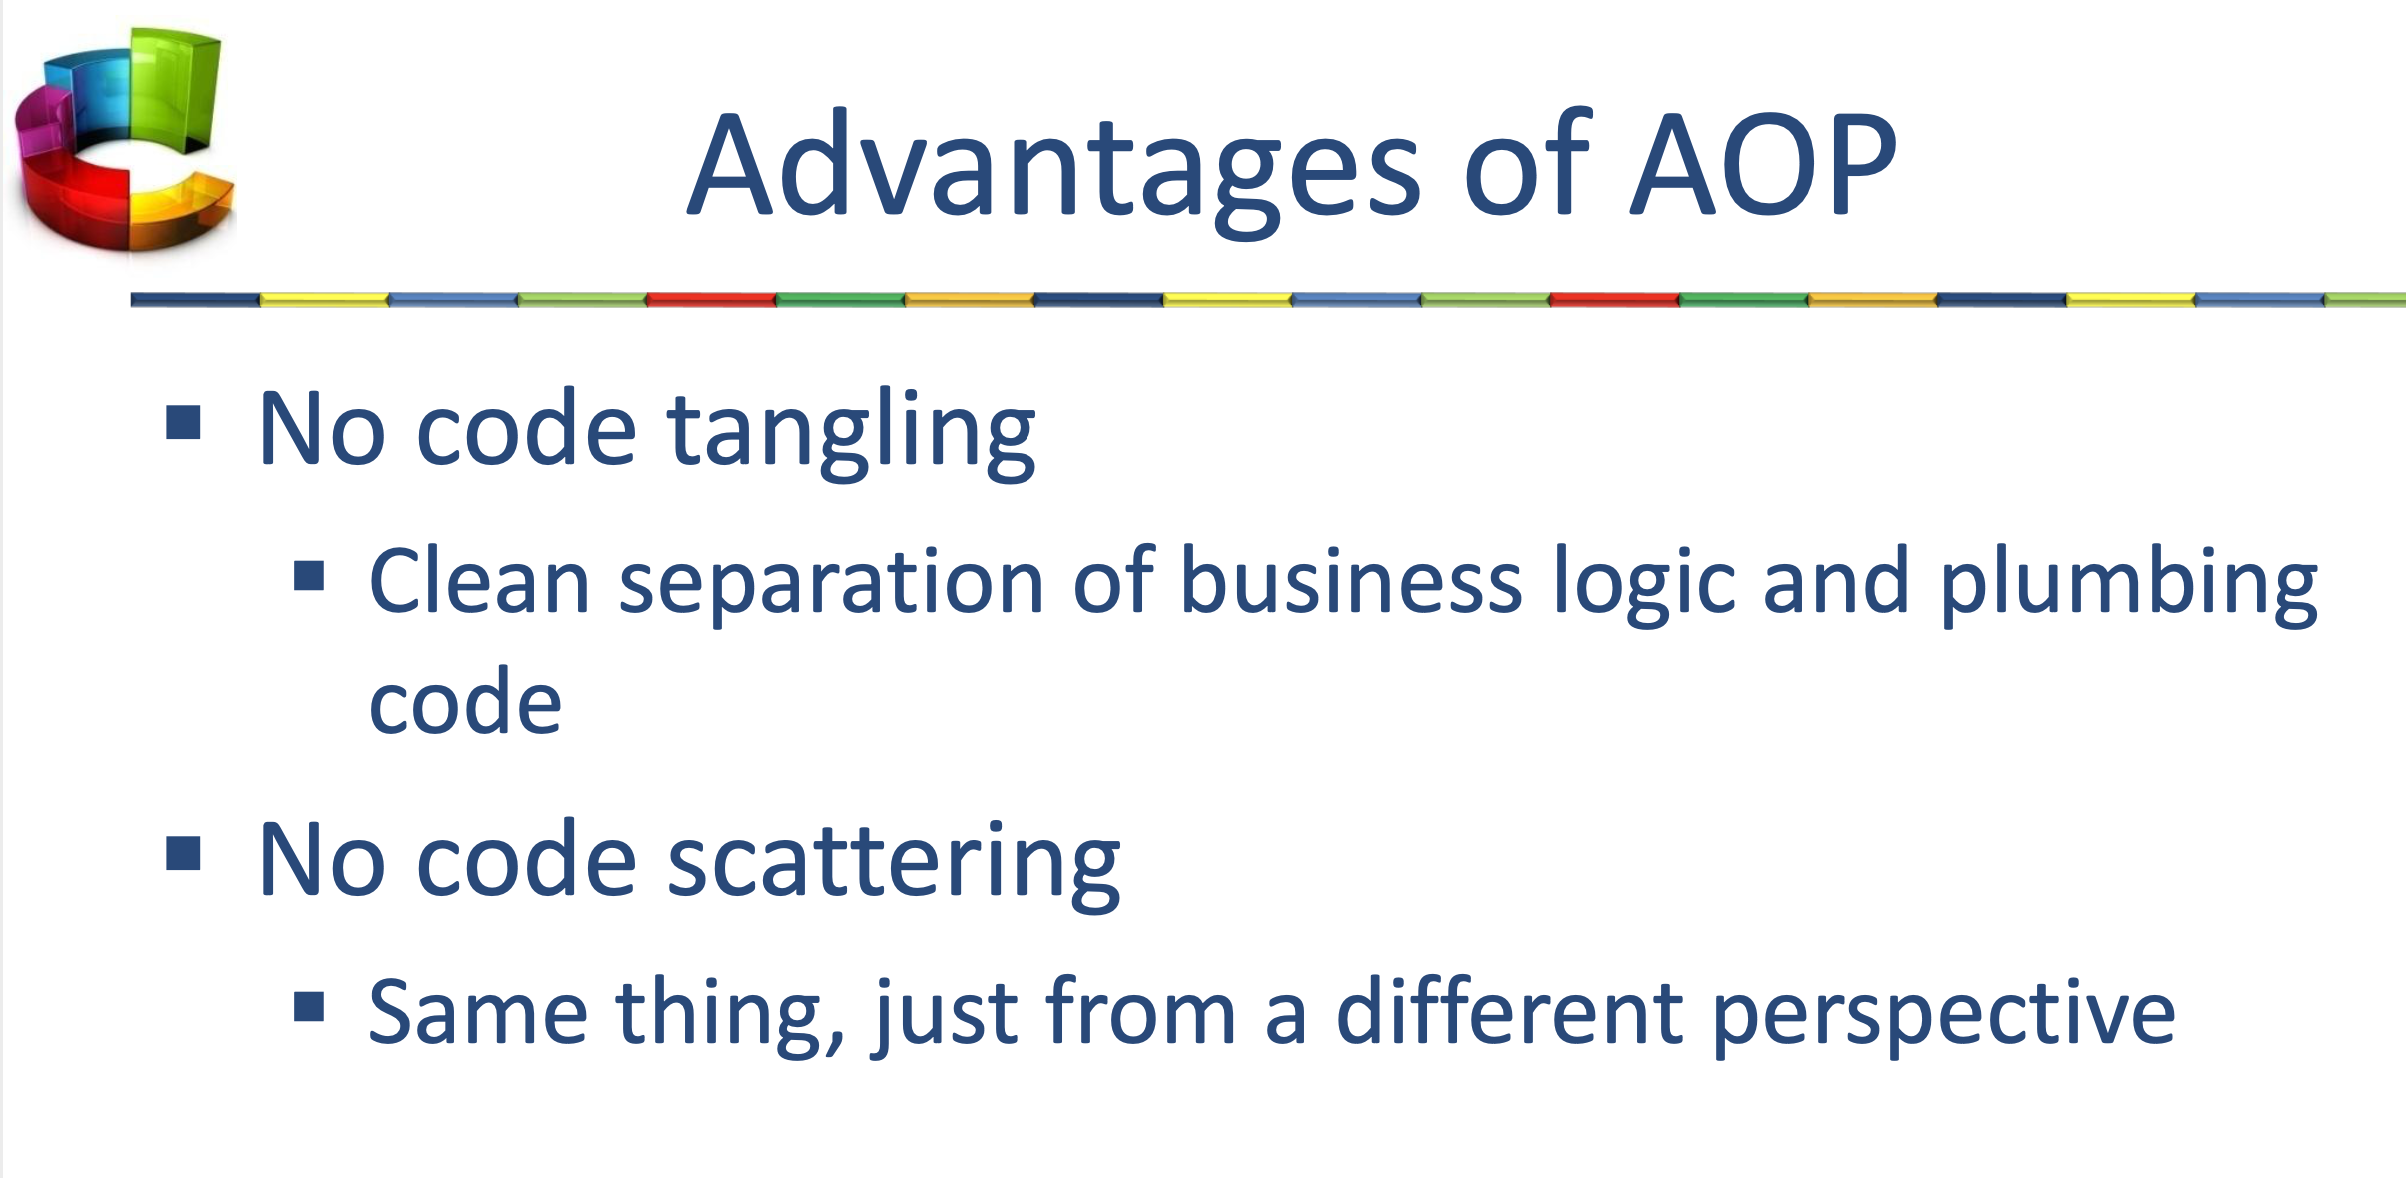 Advantages of AOP
No code tangling
Clean separation of business logic and plumbing
code
No code scattering
Same thing, just from a different perspective